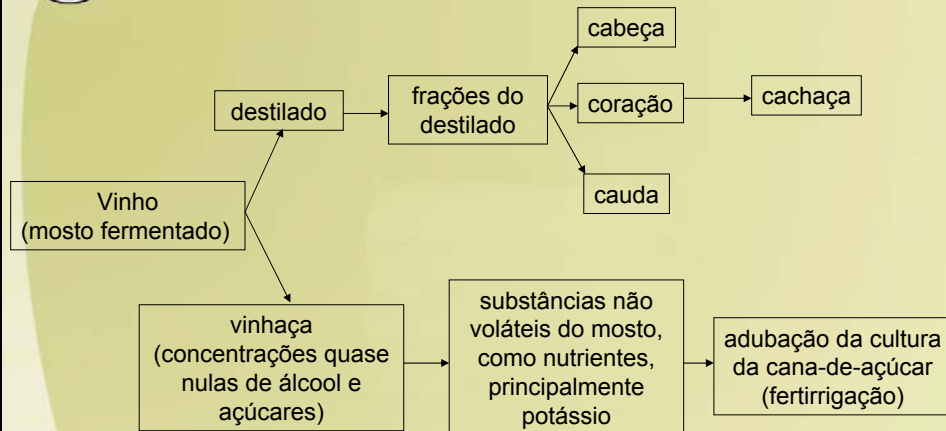 cabeça
destilado
frações do
destilado
coração
cachaça
cauda
Vinho
(mosto fermentado)
vinhaça
(concentrações quase
nulas de álcool e
açúcares)
substâncias não
voláteis do mosto,
como nutrientes,
principalmente
potássio
adubação da cultura
da cana-de-açúcar
(fertirrigação)